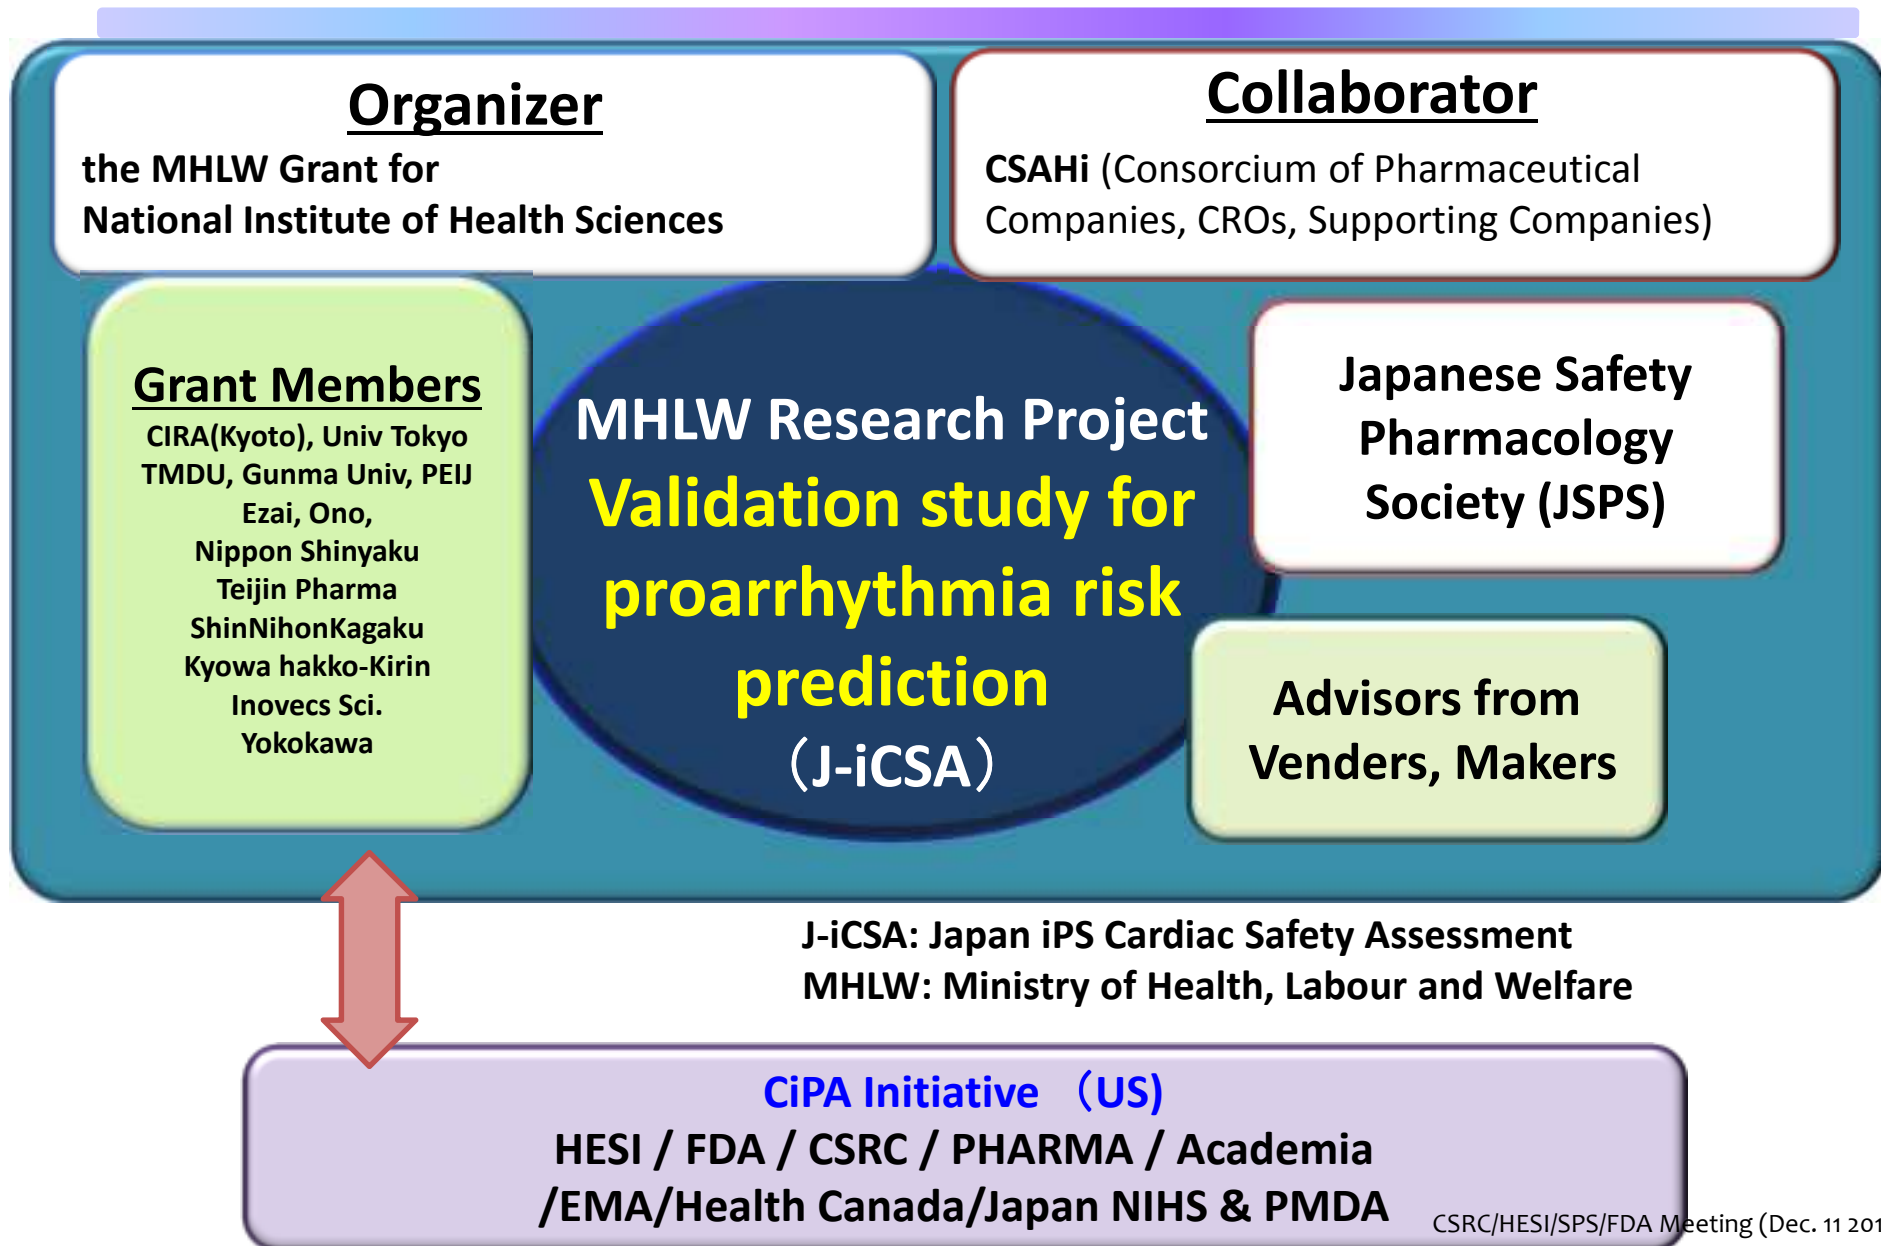 Organizer
the MHLW Grant for
National Institute of Health Sciences
Collaborator
CSAHi (Consorcium of Pharmaceutical
Companies, CROs, Supporting Companies)
Grant Members
CIRA(Kyoto), Univ Tokyo
TMDU, Gunma Univ, PEIJ
Ezai, Ono,
Nippon Shinyaku
Teijin Pharma
ShinNihonKagaku
Kyowa hakko-Kirin
Inovecs Sci.
Yokokawa
MHLW Research Project
Validation study for
proarrhythmia risk
prediction
（J-iCSA）
Japanese Safety
Pharmacology
Society (JSPS)
Advisors from
Venders, Makers
J-iCSA: Japan iPS Cardiac Safety Assessment
MHLW: Ministry of Health, Labour and Welfare
CiPA Initiative （US)
HESI / FDA / CSRC / PHARMA / Academia
/EMA/Health Canada/Japan NIHS & PMDA
CSRC/HESI/SPS/FDA Meeting (Dec. 11 201